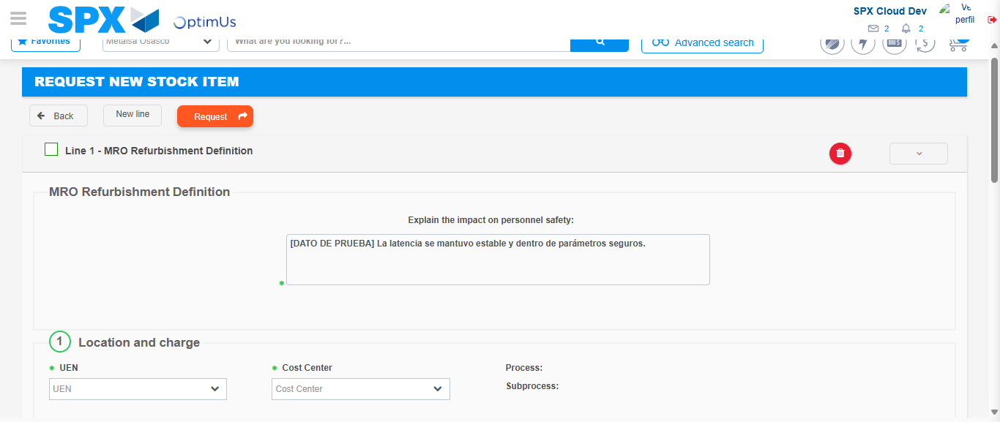 SPX
OptimUs
SPX Cloud Dev
Ve
perfil
2
2
Favorites
Metalsa Osasco
What are you looking for?...
Advanced search
REQUEST NEW STOCK ITEM
Back
New line
Request
Line 1 - MRO Refurbishment Definition
MRO Refurbishment Definition
Explain the impact on personnel safety:
[DATO DE PRUEBA] La latencia se mantuvo estable y dentro de parámetros seguros.
*
1 Location and charge
* UEN
* Cost Center
Process:
UEN
Cost Center
Subprocess: